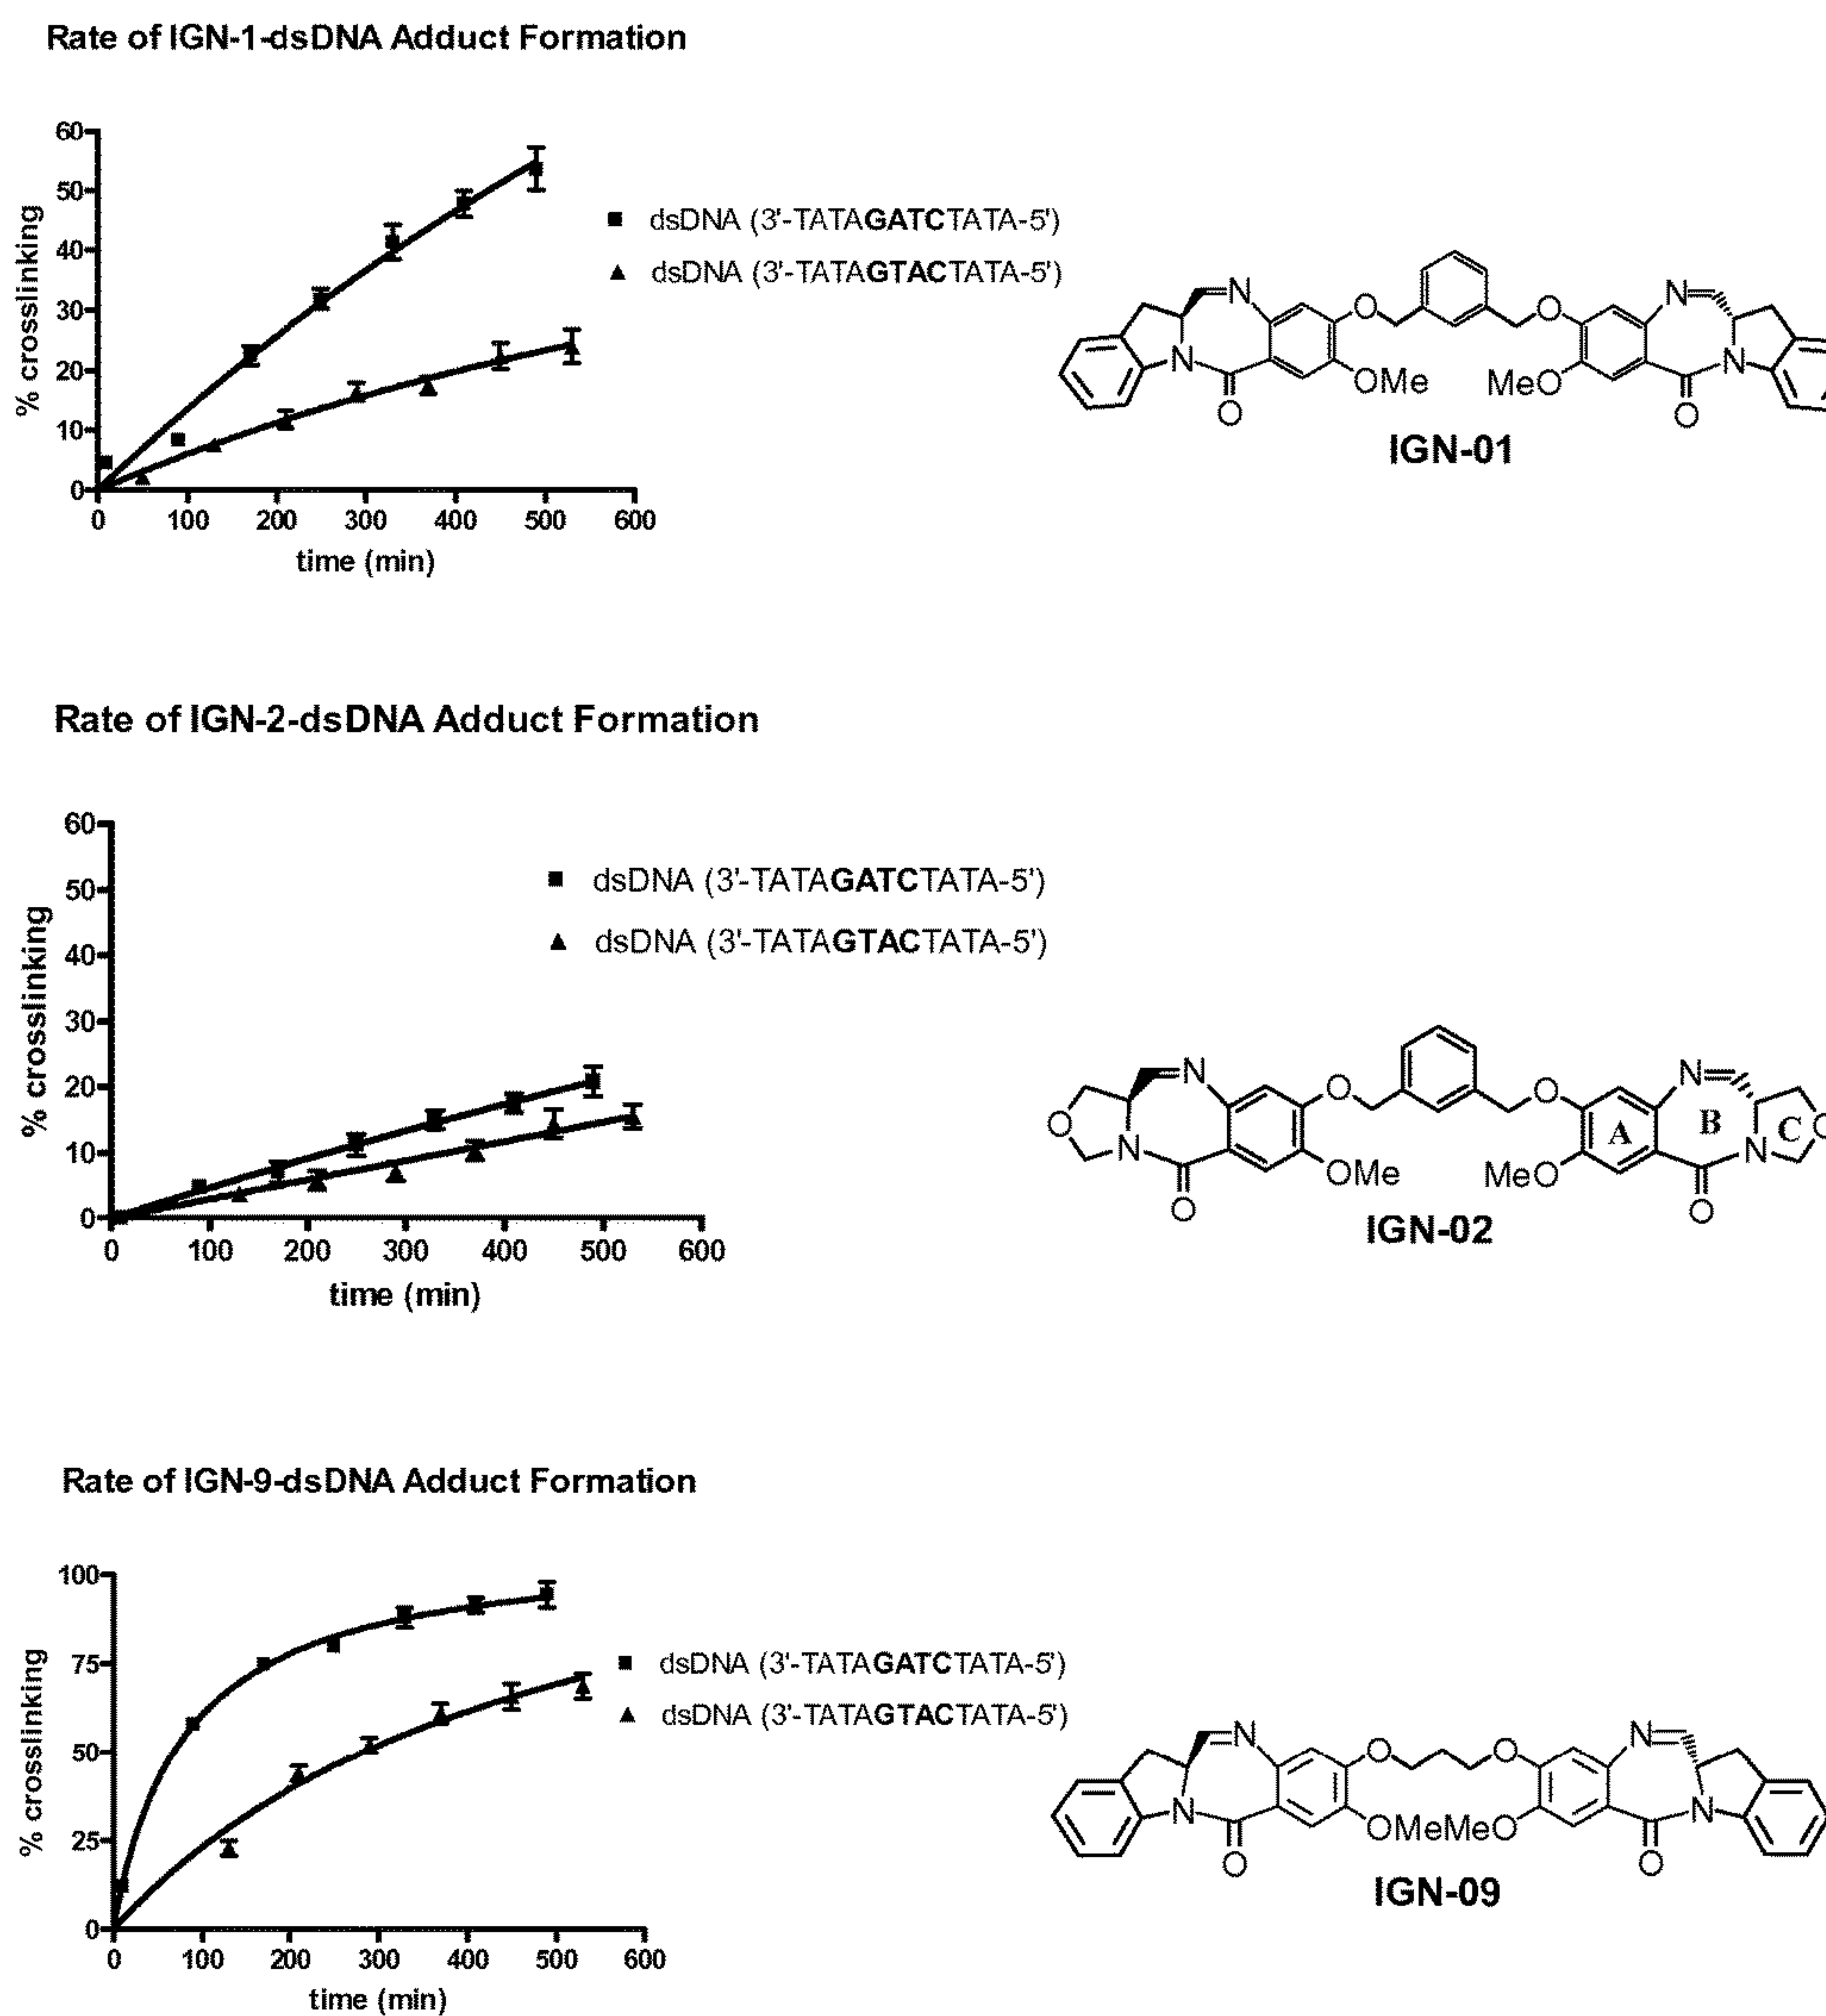 Rate of IGN-1-dsDNA Adduct Formation
60
50
40
30
20
10
0
% crosslinking
0 100 200 300 400 500 600
time (min)
dsDNA (3'-TATAGATCTATA-5')
dsDNA (3'-TATAGTACTATA-5')
N O O N
N OMe MeO N
O O
IGN-01
Rate of IGN-2-dsDNA Adduct Formation
60
50
40
30
20
10
0
% crosslinking
0 100 200 300 400 500 600
time (min)
dsDNA (3'-TATAGATCTATA-5')
dsDNA (3'-TATAGTACTATA-5')
N O O N
O N A B C O
OMe MeO N
O O
IGN-02
Rate of IGN-9-dsDNA Adduct Formation
100
75
50
25
0
% crosslinking
0 100 200 300 400 500 600
time (min)
dsDNA (3'-TATAGATCTATA-5')
dsDNA (3'-TATAGTACTATA-5')
N O O N
N OMeMeO N
O O
IGN-09